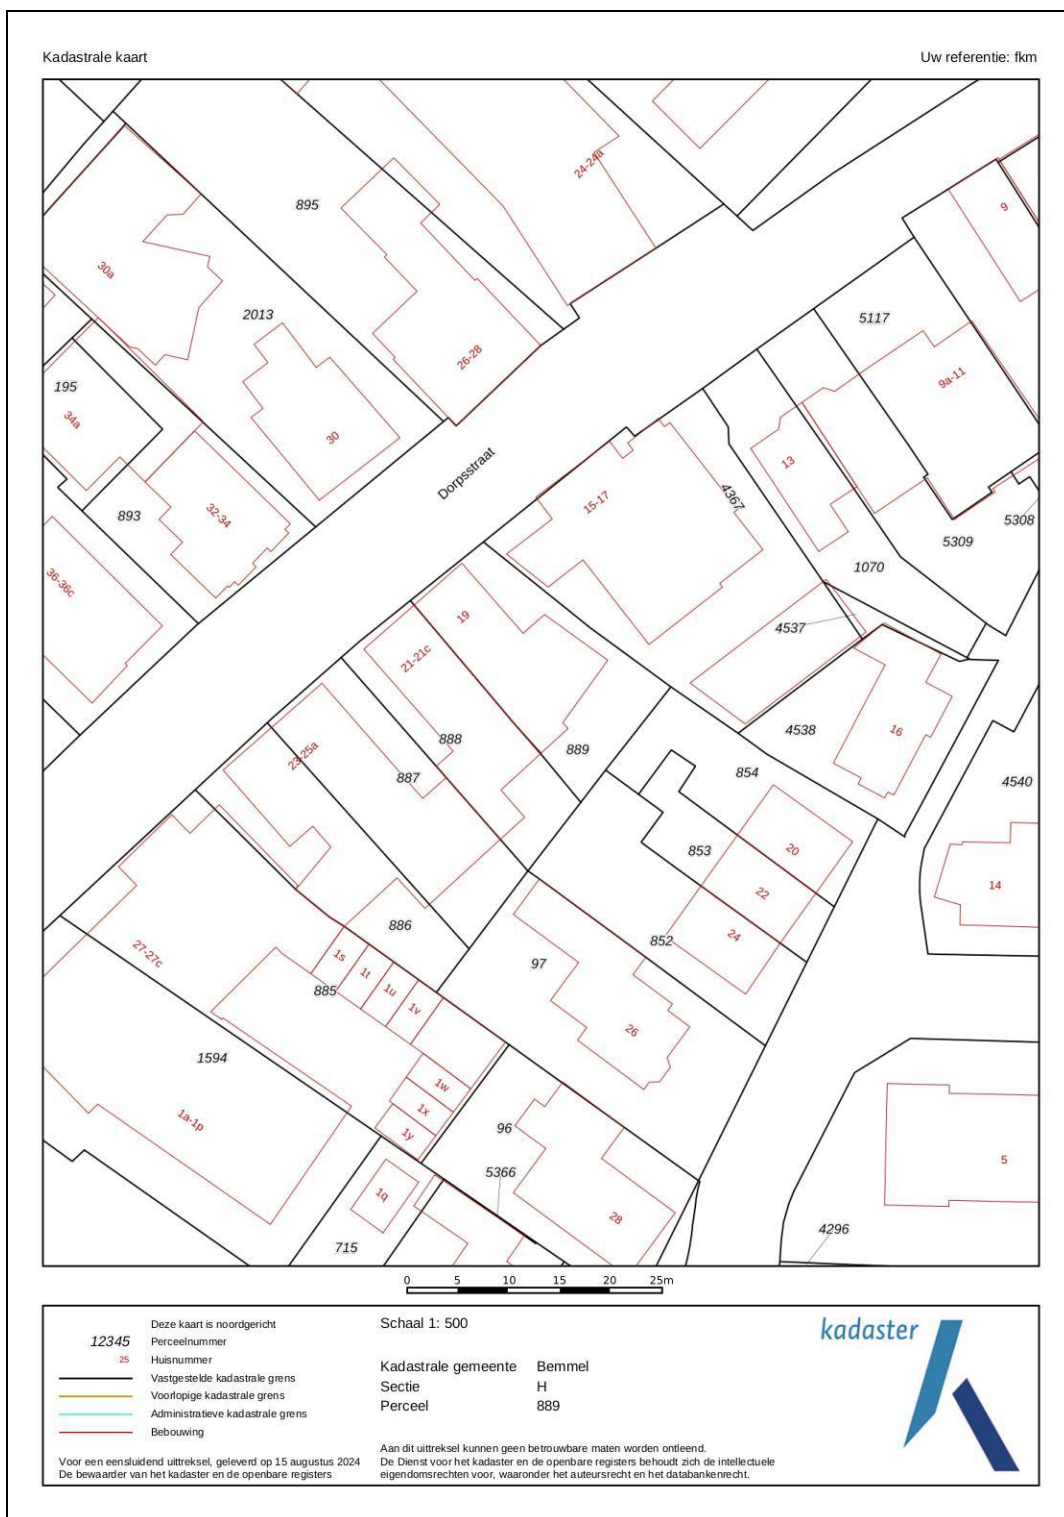 Kadastrale kaart
Uw referentie: fkm
24-24a
895
9
30a
2013
5117
26-28
9a-11
195
34a
30
13
Dorpsstraat
15-17
4367
893
32-34
5308
5309
1070
36-36c
19
4537
21-21c
16
4538
888
889
23-25a
887
854
4540
853
20
22
14
886
24
852
27-27c
1s
97
1t
885
1u
1v
26
1594
1w
1x
1a-1p
1y
96
5
5366
1q
28
4296
715
0 5 10 15 20 25m
Deze kaart is noordgericht
12345 Perceelnummer
25 Huisnummer
Vastgestelde kadastrale grens
Voorlopige kadastrale grens
Administratieve kadastrale grens
Bebouwing
Voor een eensluidend uittreksel, geleverd op 15 augustus 2024
De bewaarder van het kadaster en de openbare registers
Schaal 1: 500
Kadastrale gemeente Bemmel
Sectie H
Perceel 889
Aan dit uittreksel kunnen geen betrouwbare maten worden ontleend.
De Dienst voor het kadaster en de openbare registers behoudt zich de intellectuele
eigendomsrechten voor, waaronder het auteursrecht en het databankenrecht.
kadaster